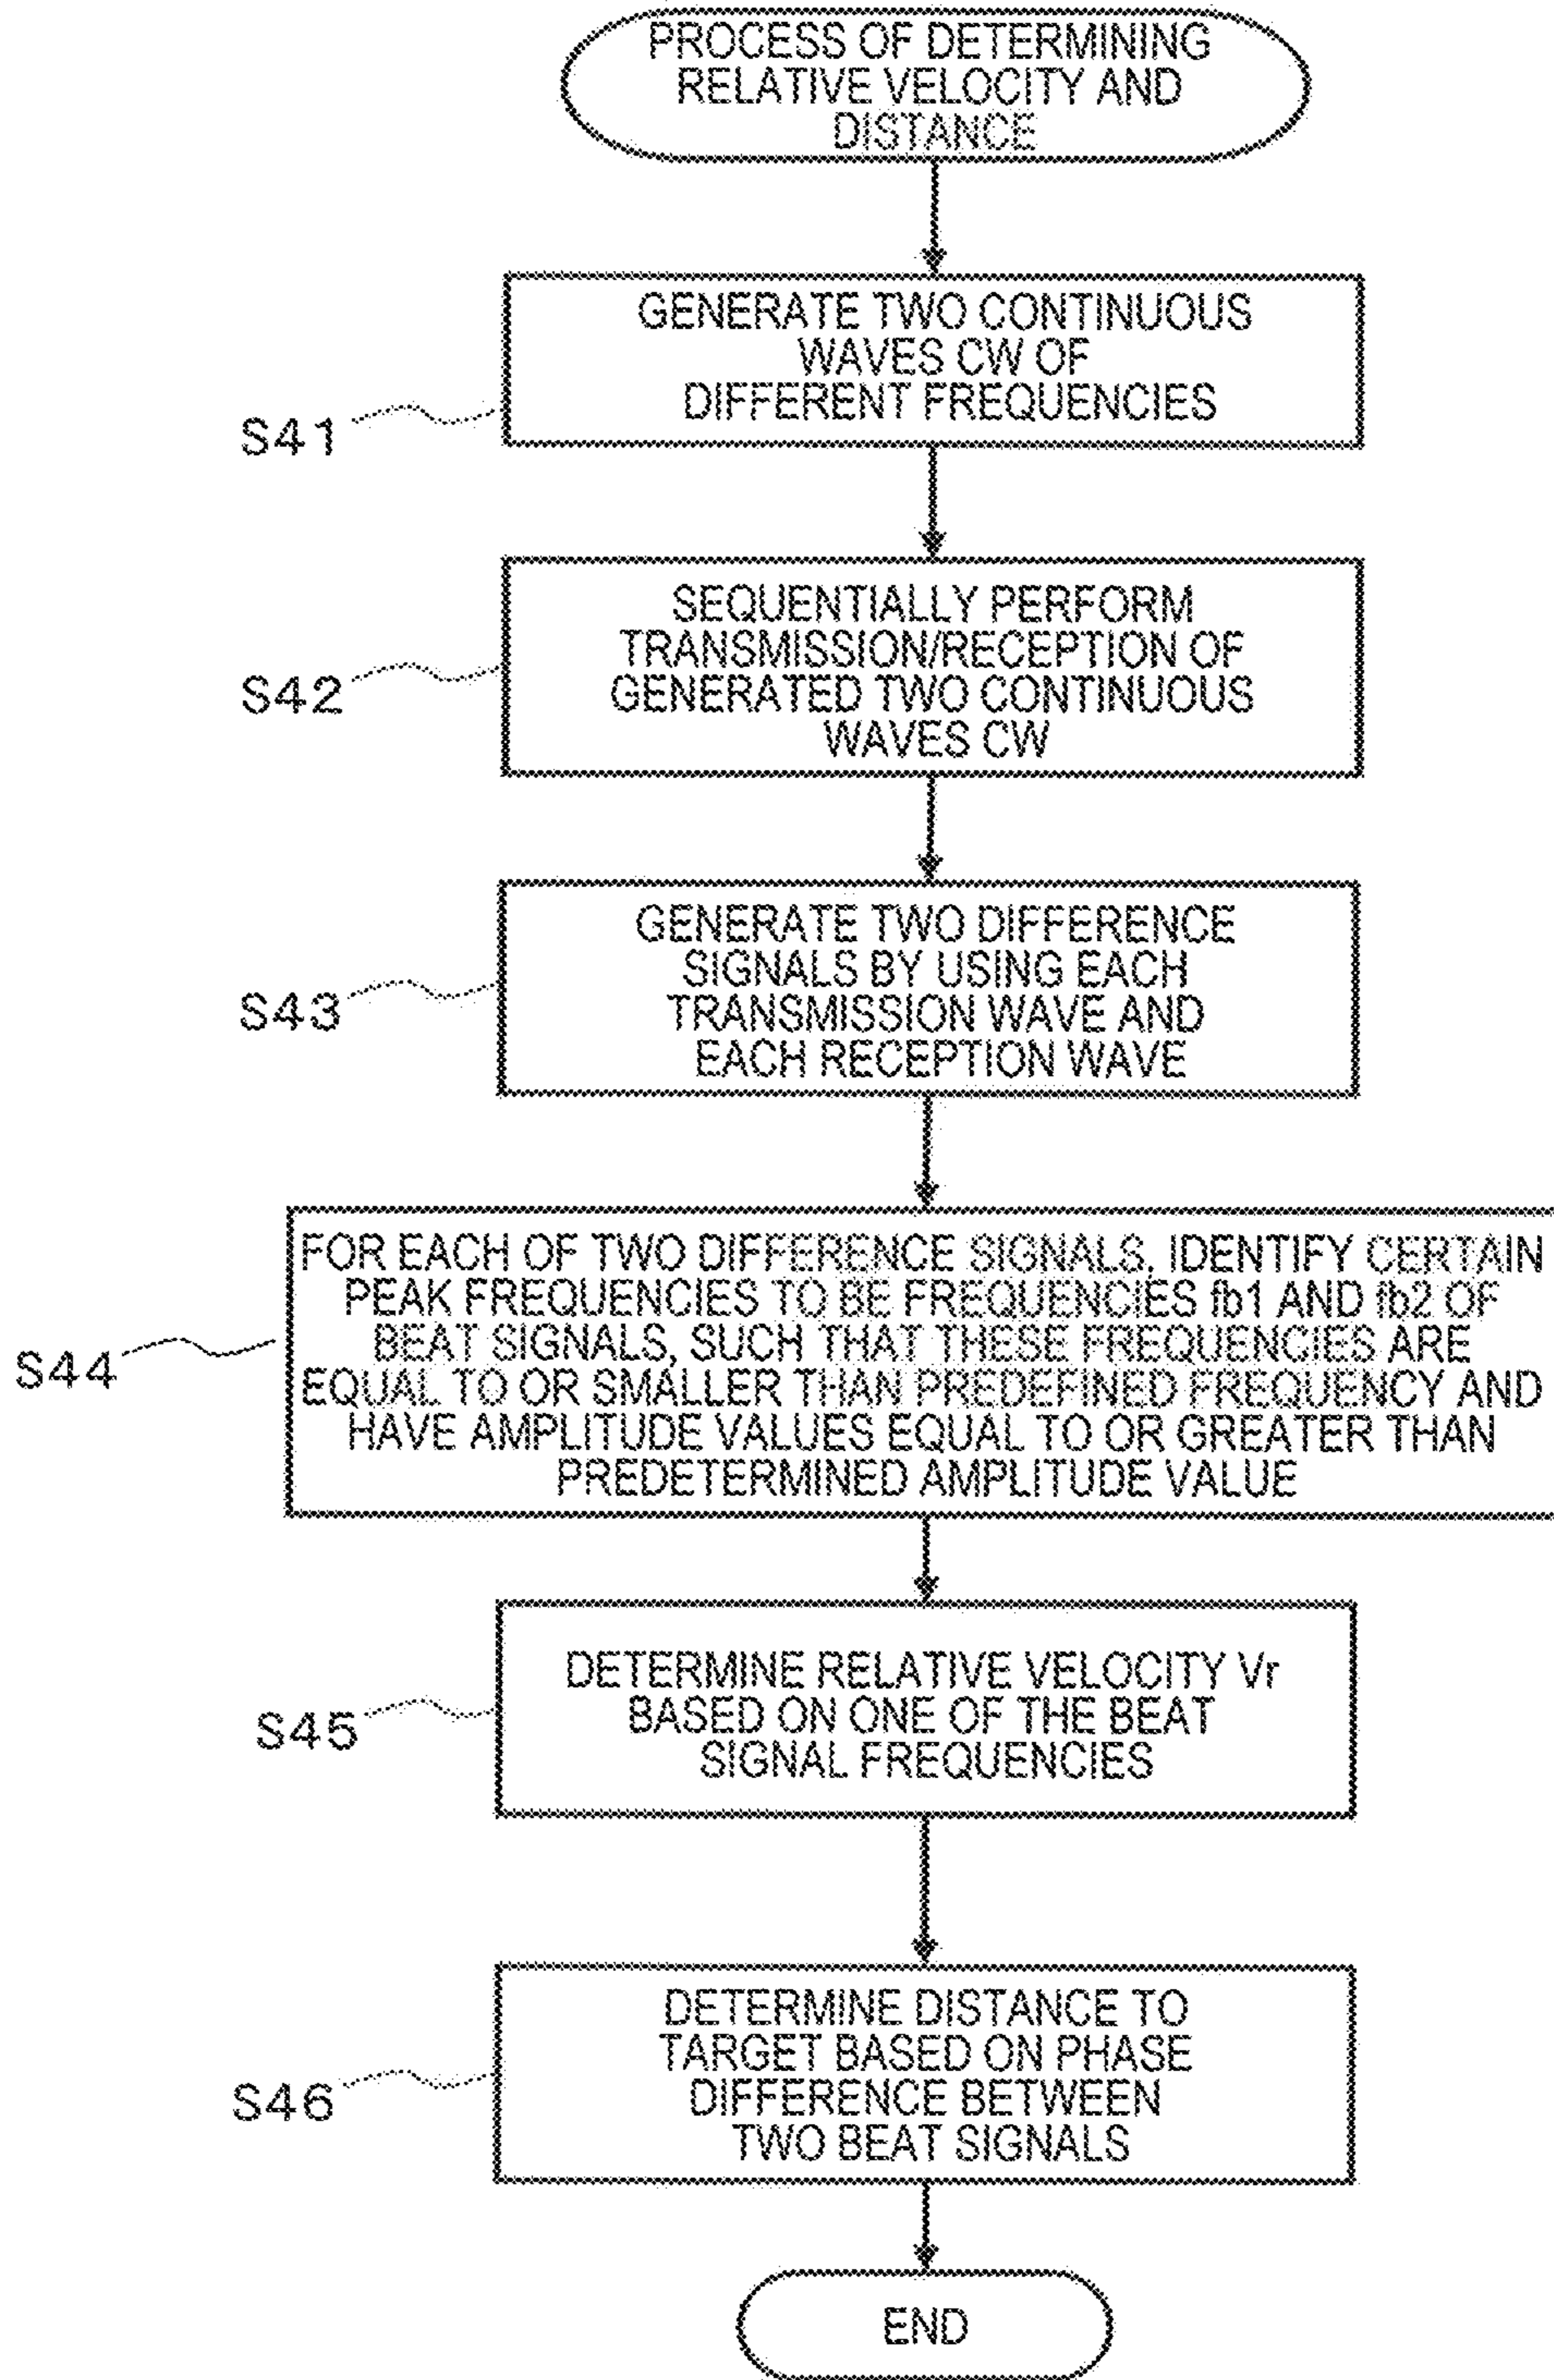 PROCESS OF DETERMINING
RELATIVE VELOCITY AND
DISTANCE
GENERATE TWO CONTINUOUS
WAVES CW OF
DIFFERENT FREQUENCIES
S41
SEQUENTIALLY PERFORM
TRANSMISSION/RECEPTION OF
GENERATED TWO CONTINUOUS
WAVES CW
S42
GENERATE TWO DIFFERENCE
SIGNALS BY USING EACH
TRANSMISSION WAVE AND
EACH RECEPTION WAVE
S43
FOR EACH OF TWO DIFFERENCE SIGNALS, IDENTIFY CERTAIN
PEAK FREQUENCIES TO BE FREQUENCIES fb1 AND fb2 OF
BEAT SIGNALS, SUCH THAT THESE FREQUENCIES ARE
EQUAL TO OR SMALLER THAN PREDEFINED FREQUENCY AND
HAVE AMPLITUDE VALUES EQUAL TO OR GREATER THAN
PREDETERMINED AMPLITUDE VALUE
S44
DETERMINE RELATIVE VELOCITY Vr
BASED ON ONE OF THE BEAT
SIGNAL FREQUENCIES
S45
DETERMINE DISTANCE TO
TARGET BASED ON PHASE
DIFFERENCE BETWEEN
TWO BEAT SIGNALS
S46
END